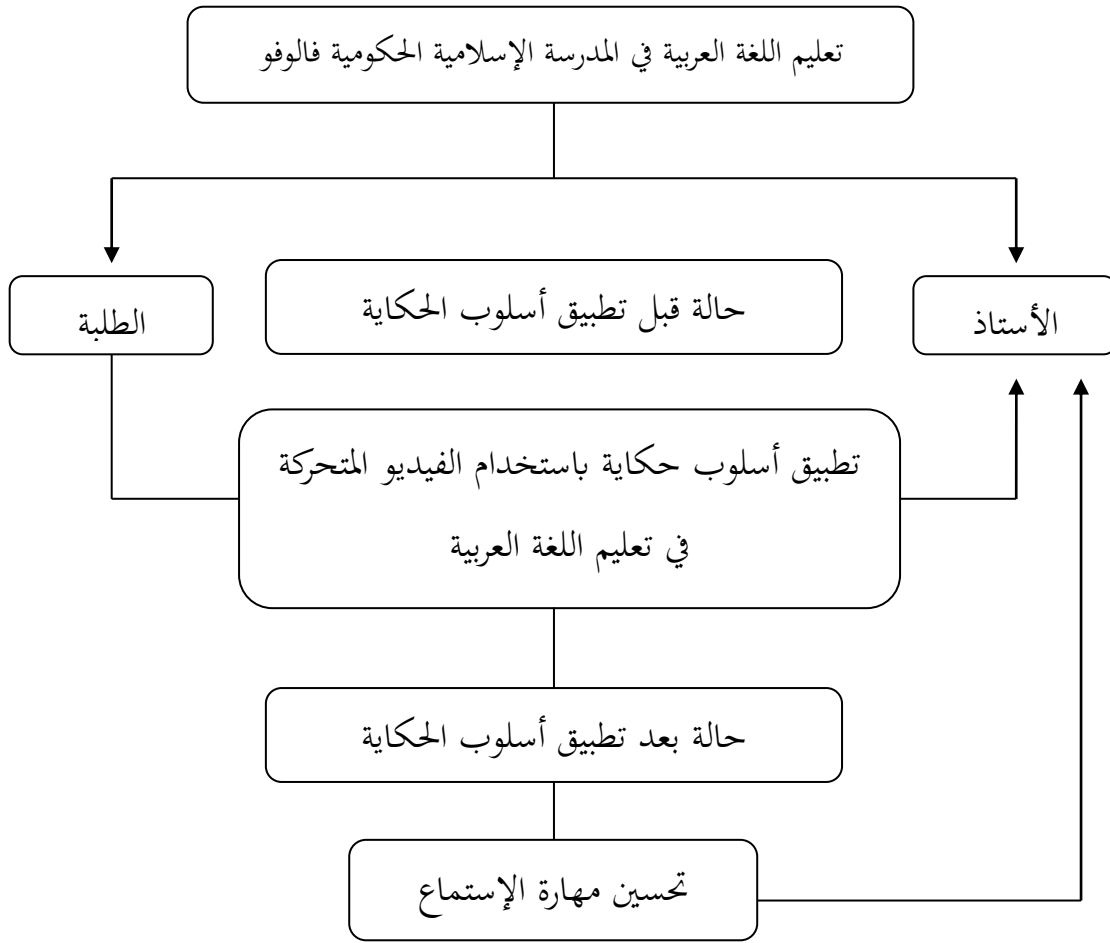 تعليم اللغة العربية في المدرسة الإسلامية الحكومية فالوفو
الأستاذ
حالة قبل تطبيق أسلوب الحكاية
الطلبة
تطبيق أسلوب حكاية باستخدام الفيديو المتحركة
في تعليم اللغة العربية
حالة بعد تطبيق أسلوب الحكاية
تحسين مهارة الإستماع